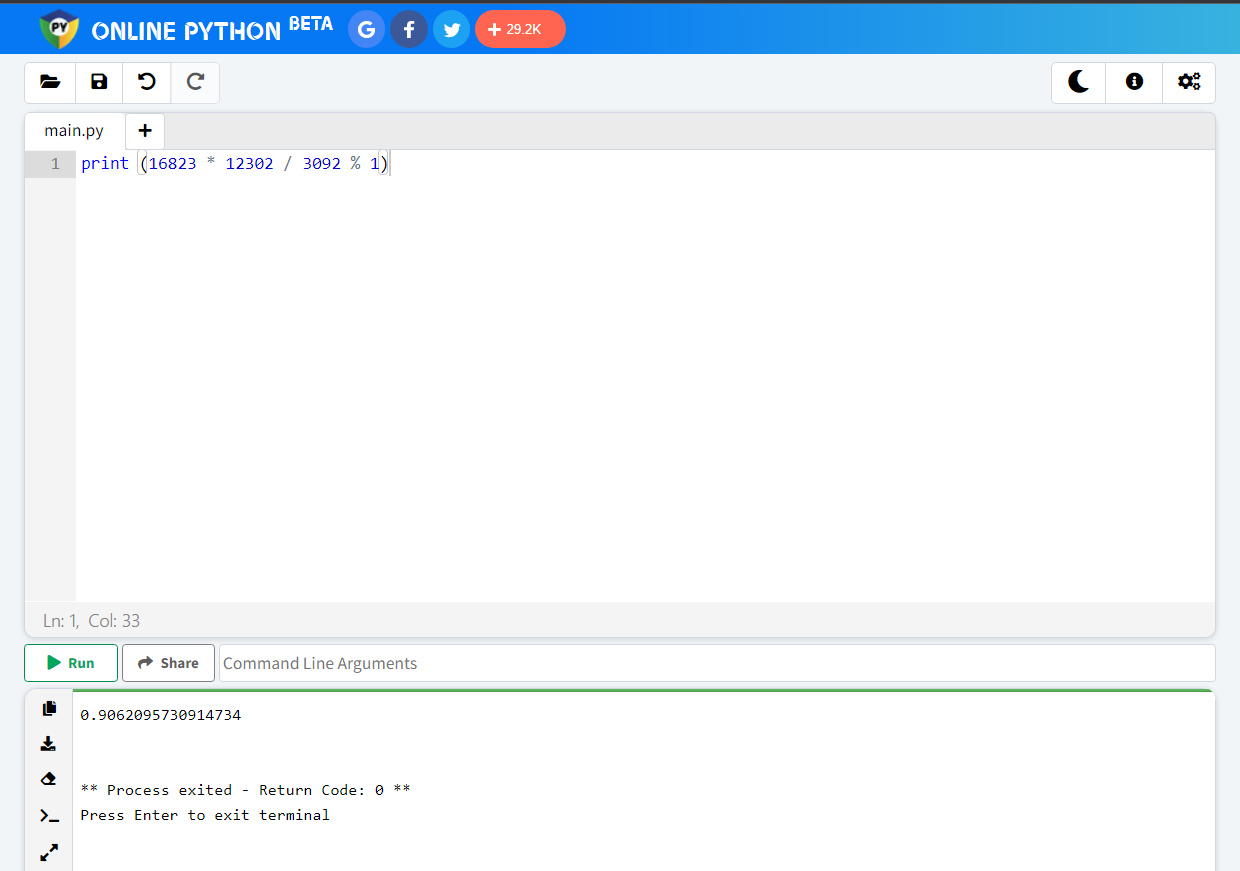 PY ONLINE PYTHON BETA G f + 29.2K
main.py +
1 print (16823 * 12302 / 3092 % 1)
Ln: 1, Col: 33
Run Share Command Line Arguments
0.9062095730914734
** Process exited - Return Code: 0 **
Press Enter to exit terminal